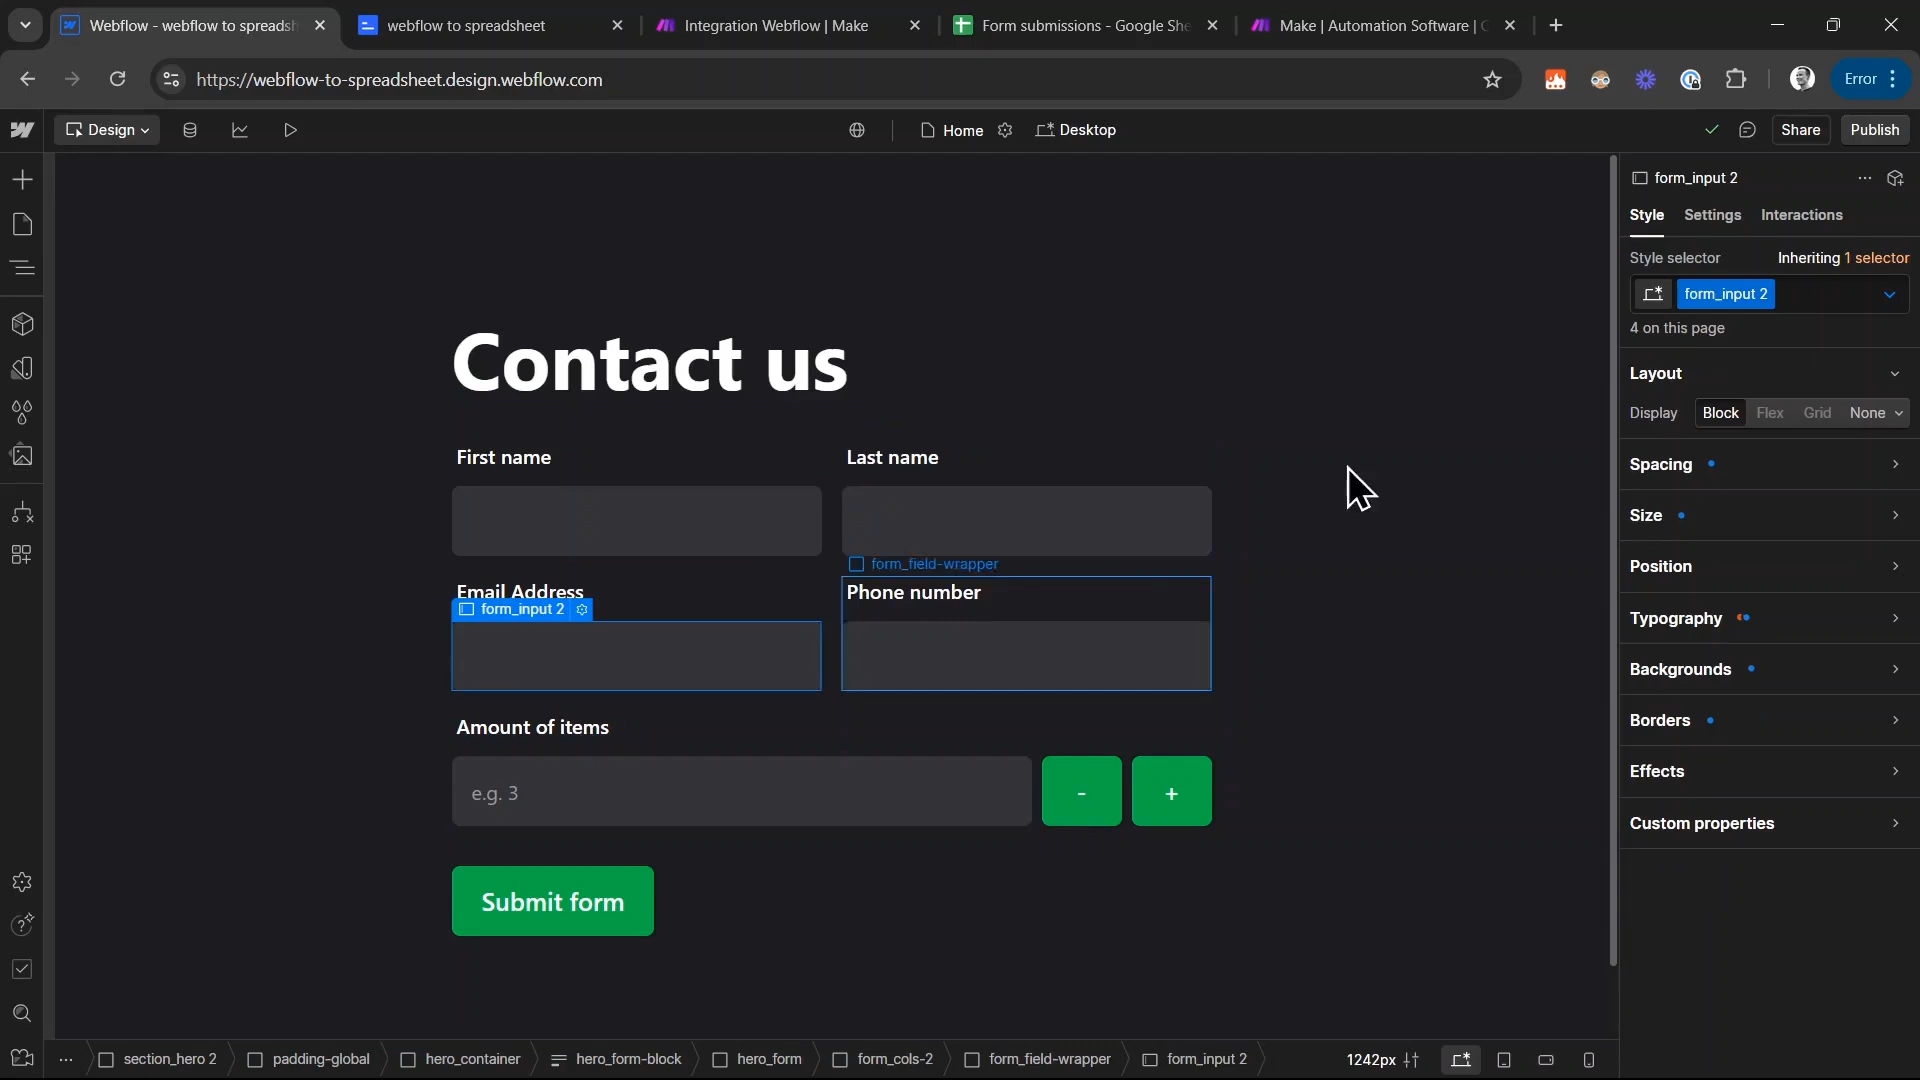 Webflow - webflow to spreads
webflow to spreadsheet
Integration Webflow | Make
Form submissions - Google She
Make | Automation Software |
https://webflow-to-spreadsheet.design.webflow.com
Error
Design
Home
Desktop
Share
Publish
form_input 2
Style
Settings
Interactions
Style selector
Inheriting 1 selector
form_input 2
4 on this page
Layout
Display
Block
Flex
Grid
None
Spacing
Size
Position
Typography
Backgrounds
Borders
Effects
Custom properties
Contact us
First name
Last name
form_field-wrapper
Email Address
Phone number
form_input 2
Amount of items
e.g. 3
-
+
Submit form
...
section_hero 2
padding-global
hero_container
hero_form-block
hero_form
form_cols-2
form_field-wrapper
form_input 2
1242px